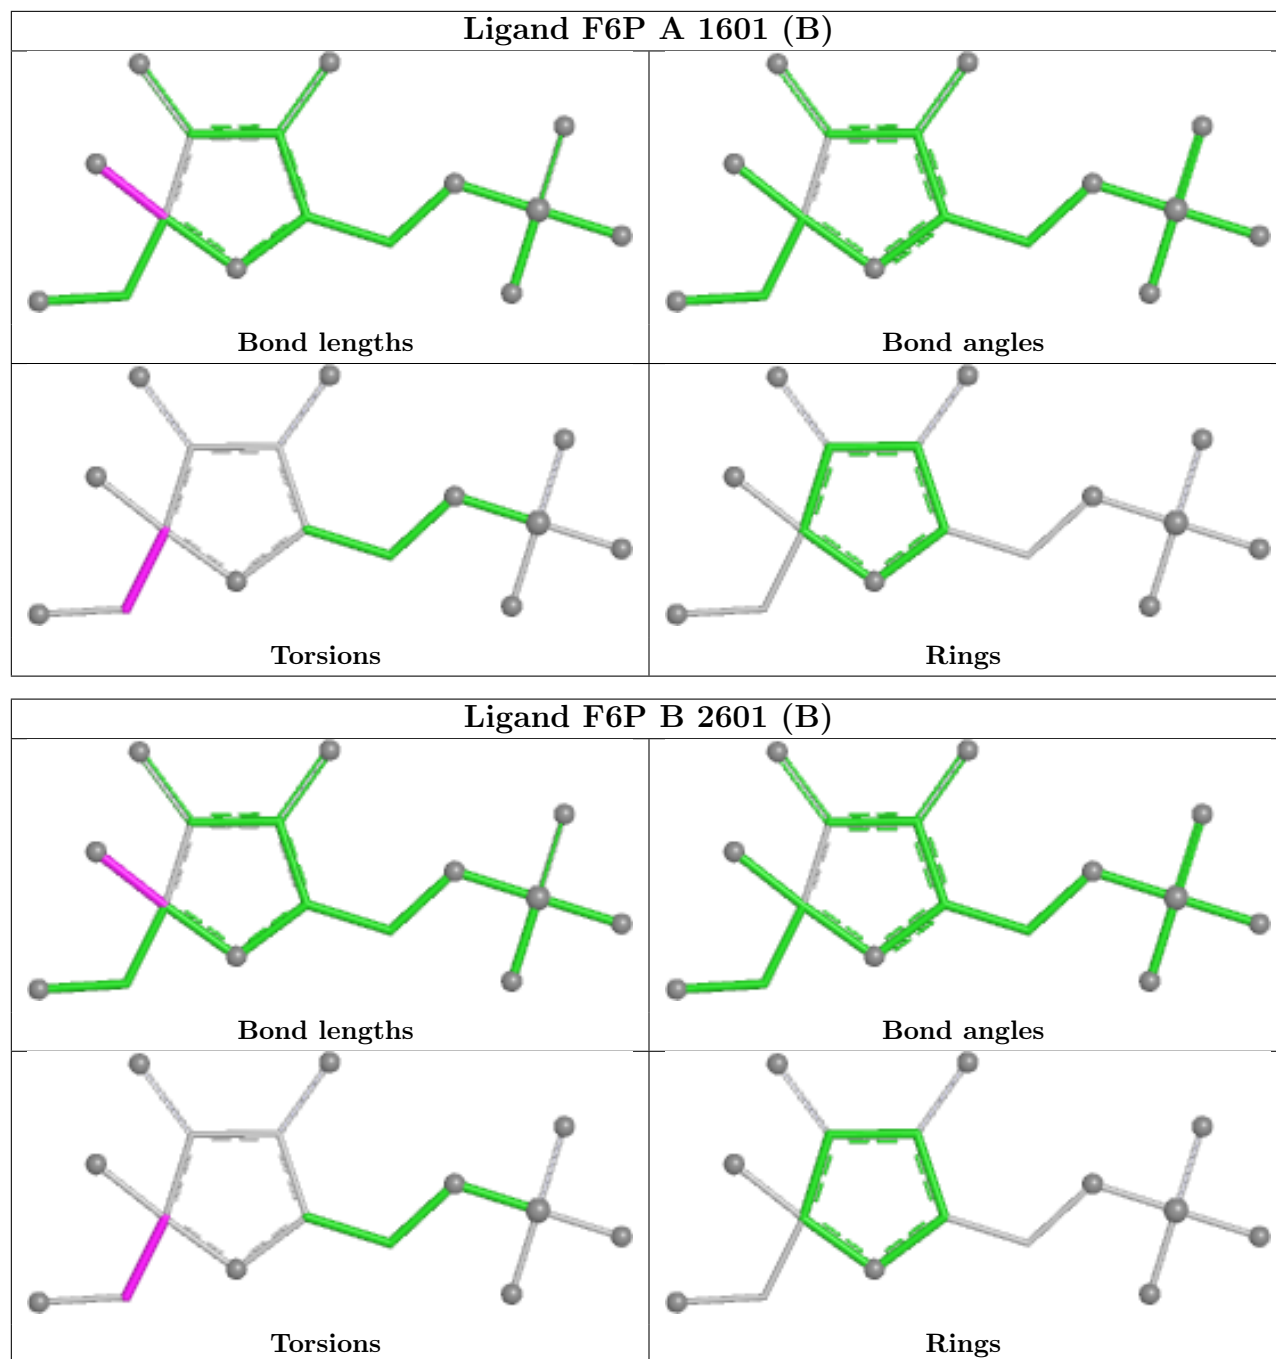 Ligand F6P A 1601 (B)
Bond lengths
Bond angles
Torsions
Rings
Ligand F6P B 2601 (B)
Bond lengths
Bond angles
Torsions
Rings